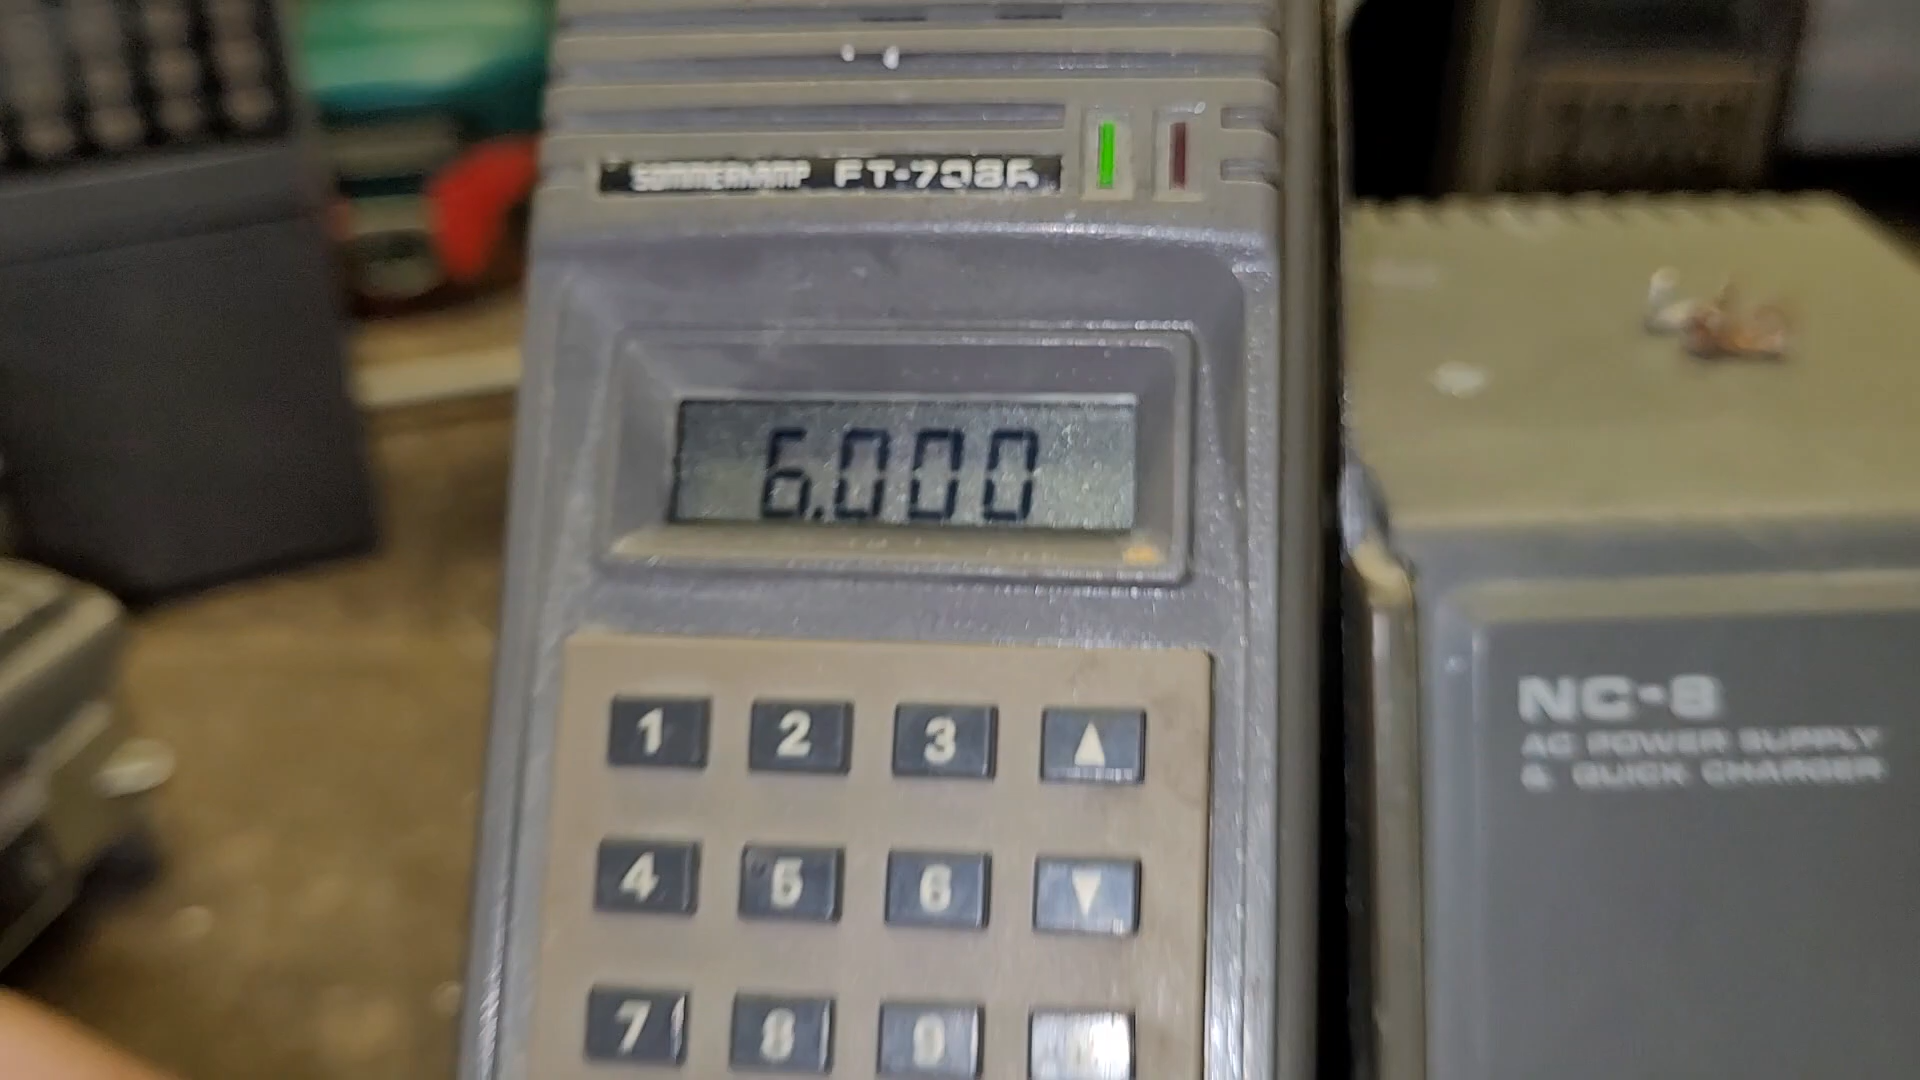 SOMMERKAMP FT-708R
6.000
1 2 3 ▲
4 5 6 ▼
7 8 9
NC-8
AC POWER SUPPLY
& QUICK CHARGER